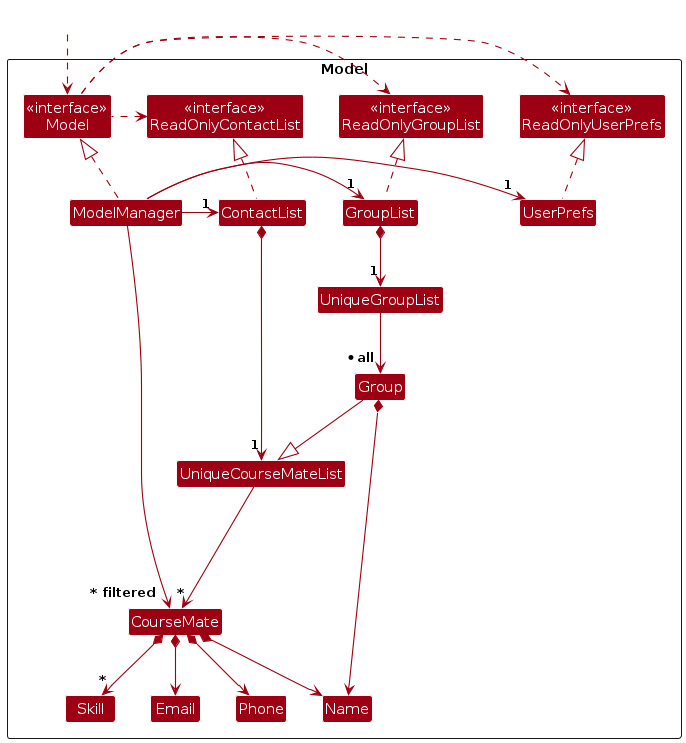 Model
«interface»
Model
«interface»
ReadOnlyContactList
«interface»
ReadOnlyGroupList
«interface»
ReadOnlyUserPrefs
1
1
1
ModelManager
ContactList
GroupList
UserPrefs
1
UniqueGroupList
• all
Group
1
UniqueCourseMateList
* filtered
*
CourseMate
*
Skill
Email
Phone
Name